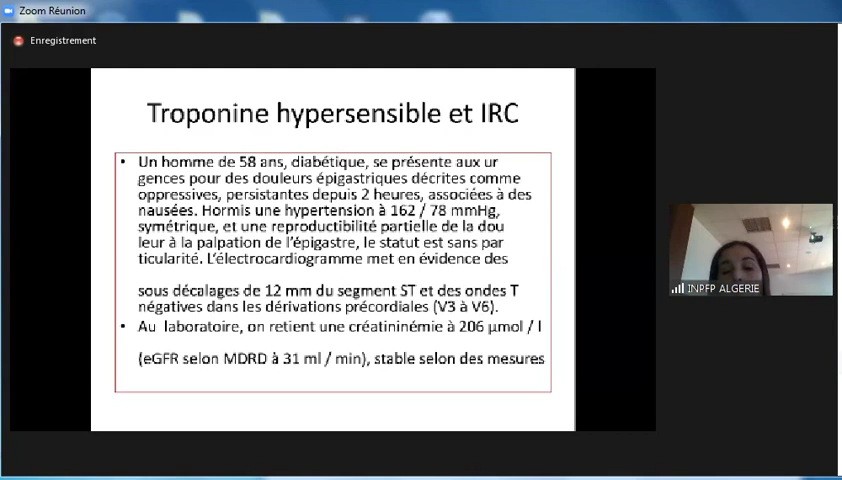 Zoom Réunion
Enregistrement
Troponine hypersensible et IRC
• Un homme de 58 ans, diabétique, se présente aux ur
gences pour des douleurs épigastriques décrites comme
oppressives, persistantes depuis 2 heures, associées à des
nausées. Hormis une hypertension à 162 / 78 mmHg,
symétrique, et une reproductibilité partielle de la dou
leur à la palpation de l'épigastre, le statut est sans par
ticularité. L'électrocardiogramme met en évidence des
sous décalages de 12 mm du segment ST et des ondes T
négatives dans les dérivations précordiales (V3 à V6).
• Au laboratoire, on retient une créatininémie à 206 µmol / l
(eGFR selon MDRD à 31 ml / min), stable selon des mesures
INPFP ALGERIE